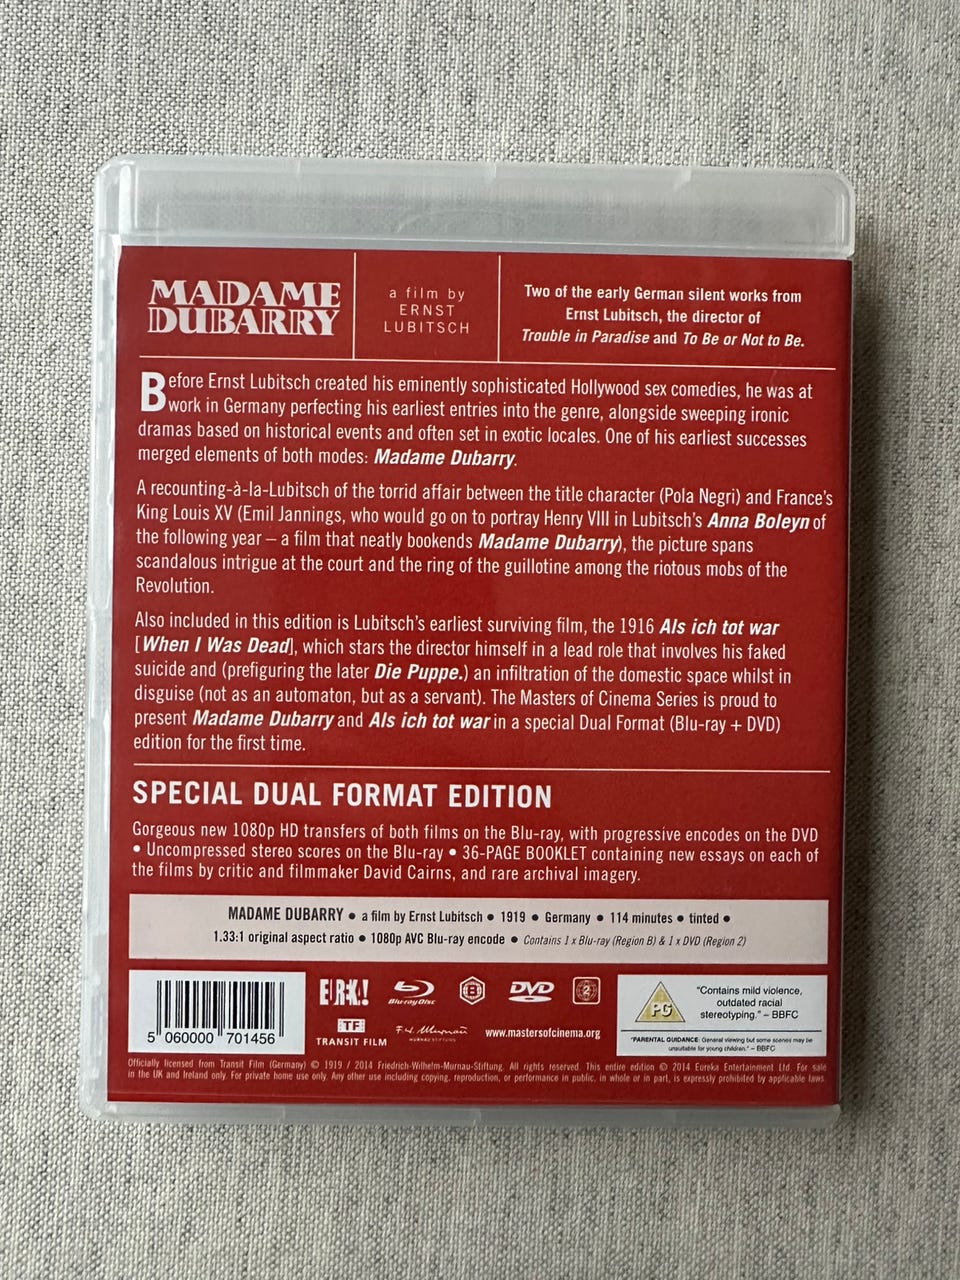 MADAME
DUBARRY
a film by
ERNST
LUBITSCH
Two of the early German silent works from
Ernst Lubitsch, the director of
Trouble in Paradise and To Be or Not to Be.
Before Ernst Lubitsch created his eminently sophisticated Hollywood sex comedies, he was at
work in Germany perfecting his earliest entries into the genre, alongside sweeping ironic
dramas based on historical events and often set in exotic locales. One of his earliest successes
merged elements of both modes: Madame Dubarry.
A recounting-à-la-Lubitsch of the torrid affair between the title character (Pola Negri) and France's
King Louis XV (Emil Jannings, who would go on to portray Henry VIII in Lubitsch's Anna Boleyn of
the following year – a film that neatly bookends Madame Dubarry), the picture spans
scandalous intrigue at the court and the ring of the guillotine among the riotous mobs of the
Revolution.
Also included in this edition is Lubitsch's earliest surviving film, the 1916 Als ich tot war
[When I Was Dead], which stars the director himself in a lead role that involves his faked
suicide and (prefiguring the later Die Puppe.) an infiltration of the domestic space whilst in
disguise (not as an automaton, but as a servant). The Masters of Cinema Series is proud to
present Madame Dubarry and Als ich tot war in a special Dual Format (Blu-ray + DVD)
edition for the first time.
SPECIAL DUAL FORMAT EDITION
Gorgeous new 1080p HD transfers of both films on the Blu-ray, with progressive encodes on the DVD
• Uncompressed stereo scores on the Blu-ray • 36-PAGE BOOKLET containing new essays on each of
the films by critic and filmmaker David Cairns, and rare archival imagery.
MADAME DUBARRY • a film by Ernst Lubitsch • 1919 • Germany • 114 minutes • tinted •
1.33:1 original aspect ratio • 1080p AVC Blu-ray encode • Contains 1 x Blu-ray (Region B) & 1 x DVD (Region 2)
5 060000 701456
Blu-ray Disc
B
DVD
VIDEO
2
TF
TRANSIT FILM
F.W. Murnau
MURNAU STIFTUNG
www.mastersofcinema.org
PG
"Contains mild violence,
outdated racial
stereotyping." – BBFC
"PARENTAL GUIDANCE: General viewing but some scenes may be
unsuitable for young children." – BBFC
Officially licensed from Transit Film (Germany) © 1919 / 2014 Friedrich-Wilhelm-Murnau-Stiftung. All rights reserved. This entire edition © 2014 Eureka Entertainment Ltd. For sale
in the UK and Ireland only. For private home use only. Any other use including copying, reproduction, or performance in public, in whole or in part, is expressly prohibited by applicable laws.